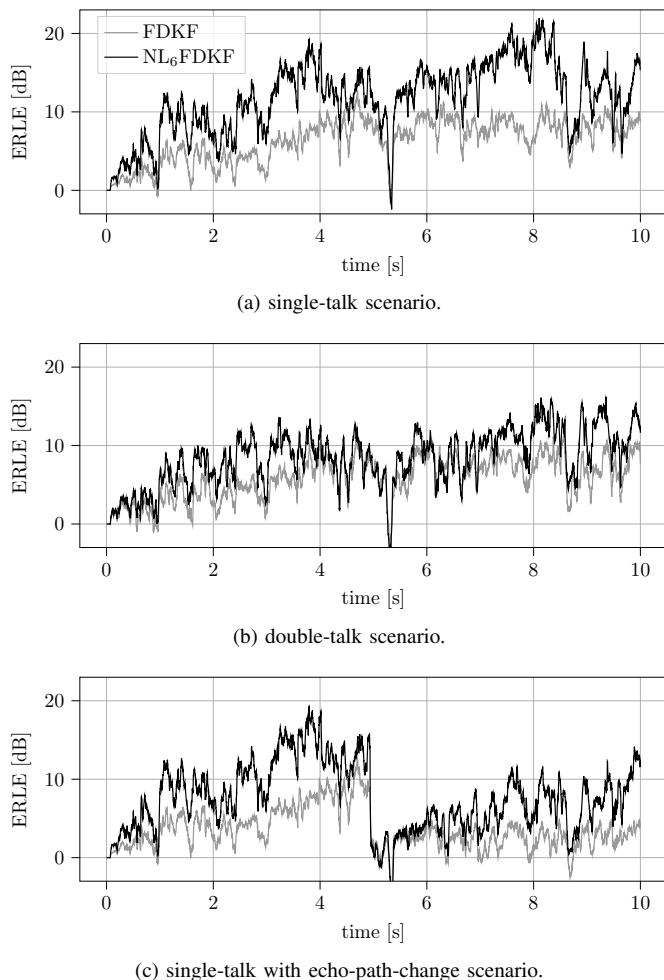 FDKF
NL₆FDKF
20
10
0
ERLE [dB]
0 2 4 6 8 10
time [s]
(a) single-talk scenario.
20
10
0
ERLE [dB]
0 2 4 6 8 10
time [s]
(b) double-talk scenario.
20
10
0
ERLE [dB]
0 2 4 6 8 10
time [s]
(c) single-talk with echo-path-change scenario.